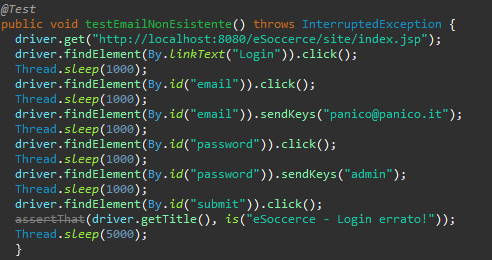 @Test
public void testEmailNonEsistente() throws InterruptedException {
driver.get("http://localhost:8080/eSoccerce/site/index.jsp");
driver.findElement(By.linkText("Login")).click();
Thread.sleep(1000);
driver.findElement(By.id("email")).click();
Thread.sleep(1000);
driver.findElement(By.id("email")).sendKeys("panico@panico.it");
Thread.sleep(1000);
driver.findElement(By.id("password")).click();
Thread.sleep(1000);
driver.findElement(By.id("password")).sendKeys("admin");
Thread.sleep(1000);
driver.findElement(By.id("submit")).click();
assertThat(driver.getTitle(), is("eSoccerce - Login errato!"));
Thread.sleep(5000);
}